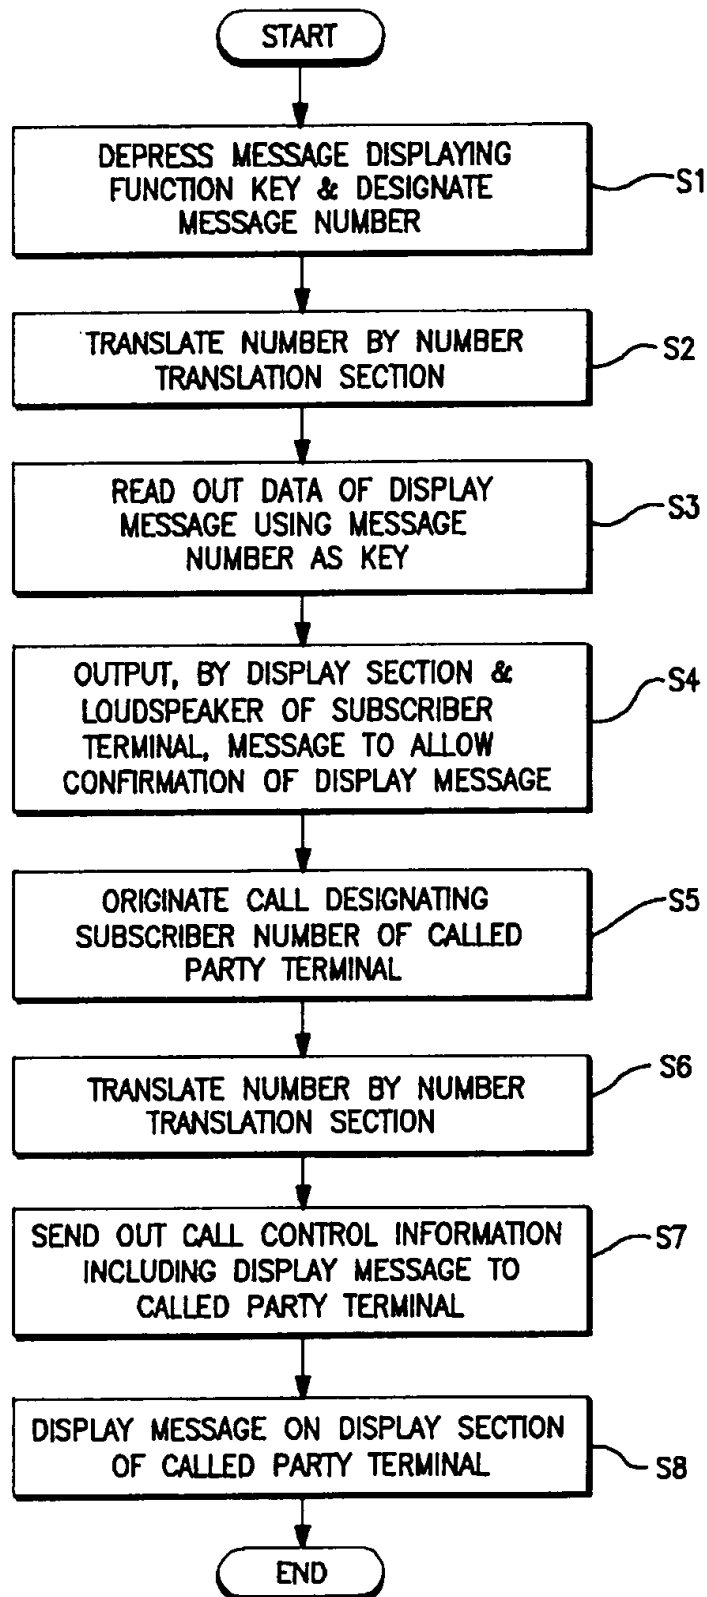 START
DEPRESS MESSAGE DISPLAYING
FUNCTION KEY & DESIGNATE
MESSAGE NUMBER
S1
TRANSLATE NUMBER BY NUMBER
TRANSLATION SECTION
S2
READ OUT DATA OF DISPLAY
MESSAGE USING MESSAGE
NUMBER AS KEY
S3
OUTPUT, BY DISPLAY SECTION &
LOUDSPEAKER OF SUBSCRIBER
TERMINAL, MESSAGE TO ALLOW
CONFIRMATION OF DISPLAY MESSAGE
S4
ORIGINATE CALL DESIGNATING
SUBSCRIBER NUMBER OF CALLED
PARTY TERMINAL
S5
TRANSLATE NUMBER BY NUMBER
TRANSLATION SECTION
S6
SEND OUT CALL CONTROL INFORMATION
INCLUDING DISPLAY MESSAGE TO
CALLED PARTY TERMINAL
S7
DISPLAY MESSAGE ON DISPLAY SECTION
OF CALLED PARTY TERMINAL
S8
END